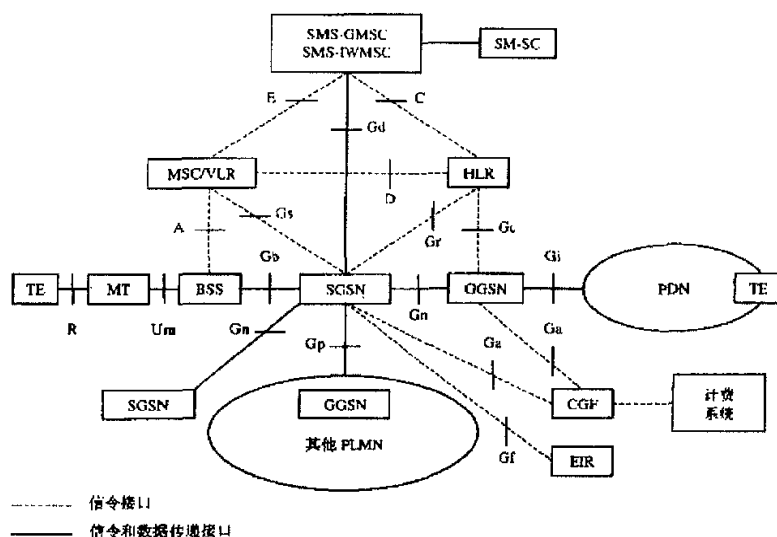 SMS-GMSC
SMS-IWMSC
SM-SC
E
C
Gd
MSC/VLR
HLR
D
A
Gs
Gr
Gc
Gb
Gi
TE
MT
BSS
SGSN
GGSN
PDN
TE
R
Um
Gn
Gn
Gp
Ga
Ga
SGSN
GGSN
CGF
计费
系统
其他 PLMN
Gf
EIR
信令接口
信令和数据传递接口